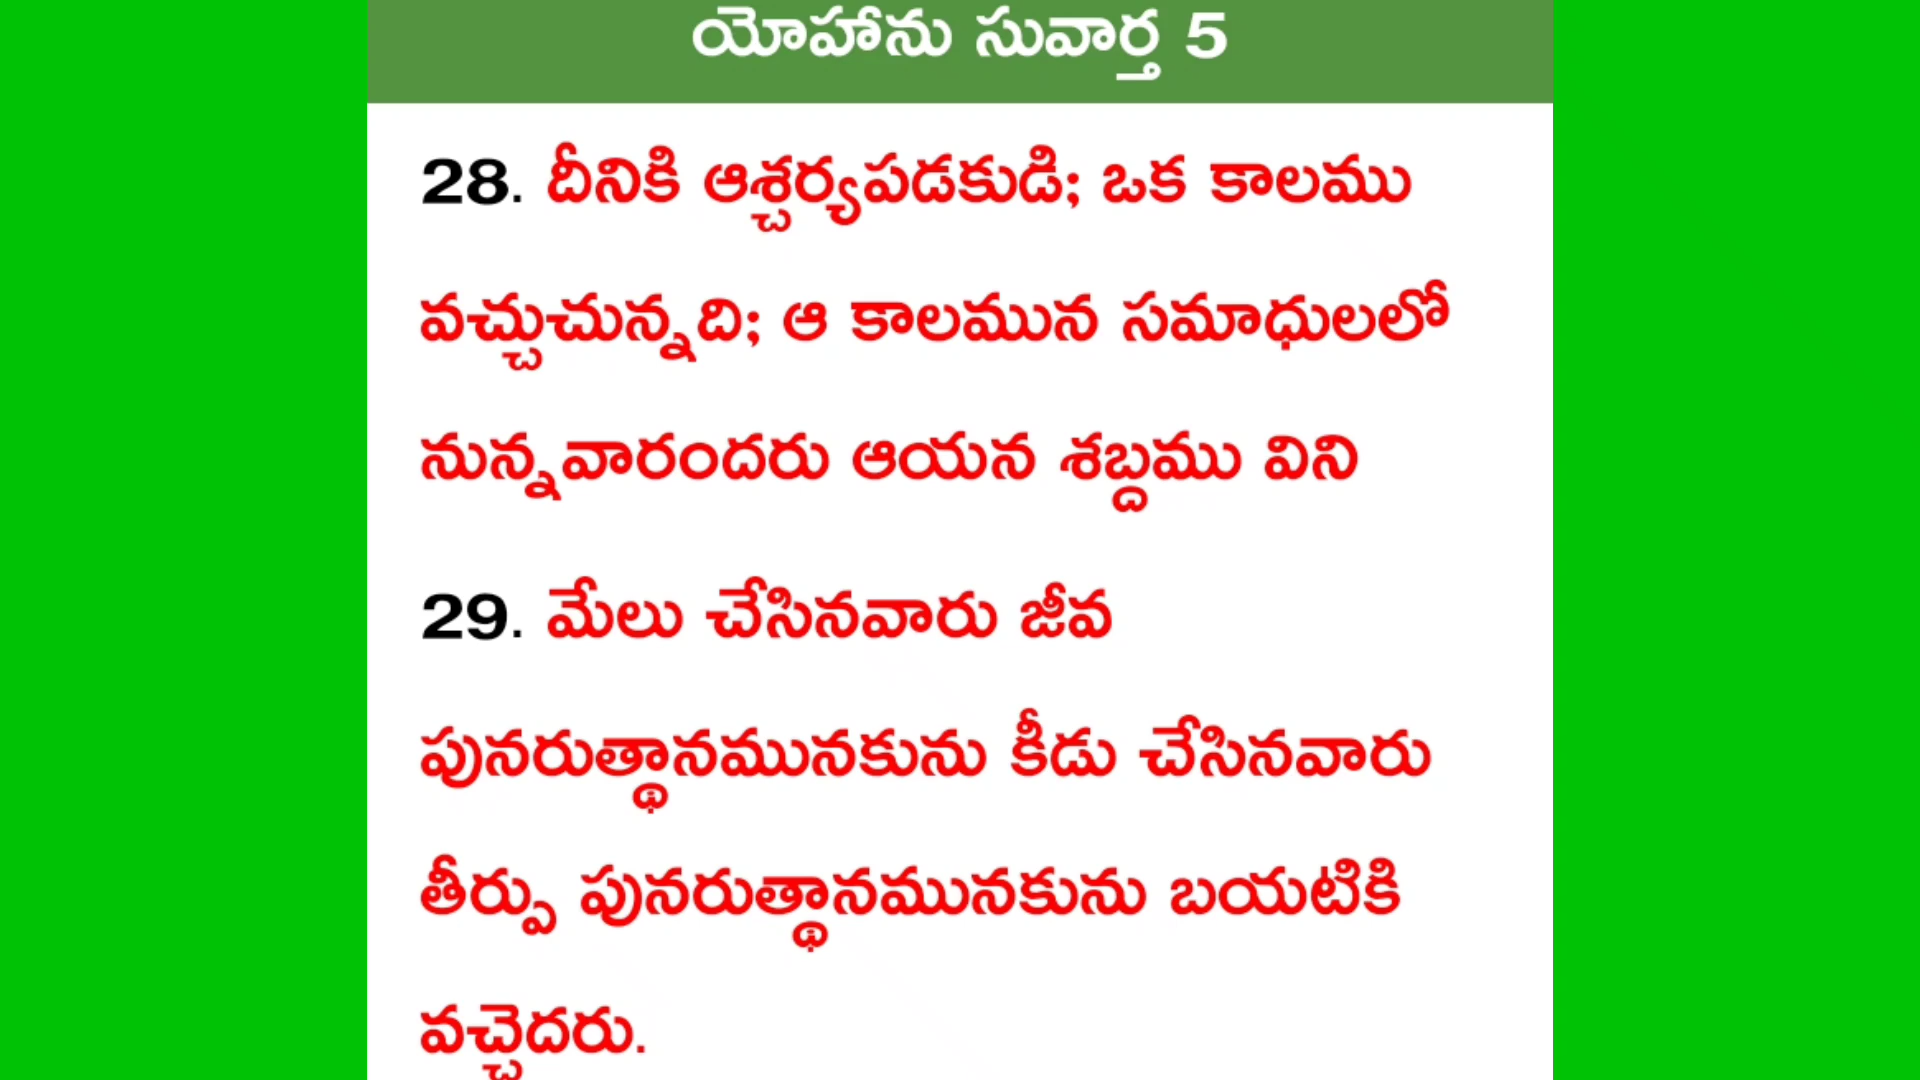 యోహాను సువార్త 5
28. దీనికి ఆశ్చర్యపడకుడి; ఒక కాలము
వచ్చుచున్నది; ఆ కాలమున సమాధులలో
నున్నవారందరు ఆయన శబ్దము విని
29. మేలు చేసినవారు జీవ
పునరుత్థానమునకును కీడు చేసినవారు
తీర్పు పునరుత్థానమునకును బయటికి
వచ్చెదరు.